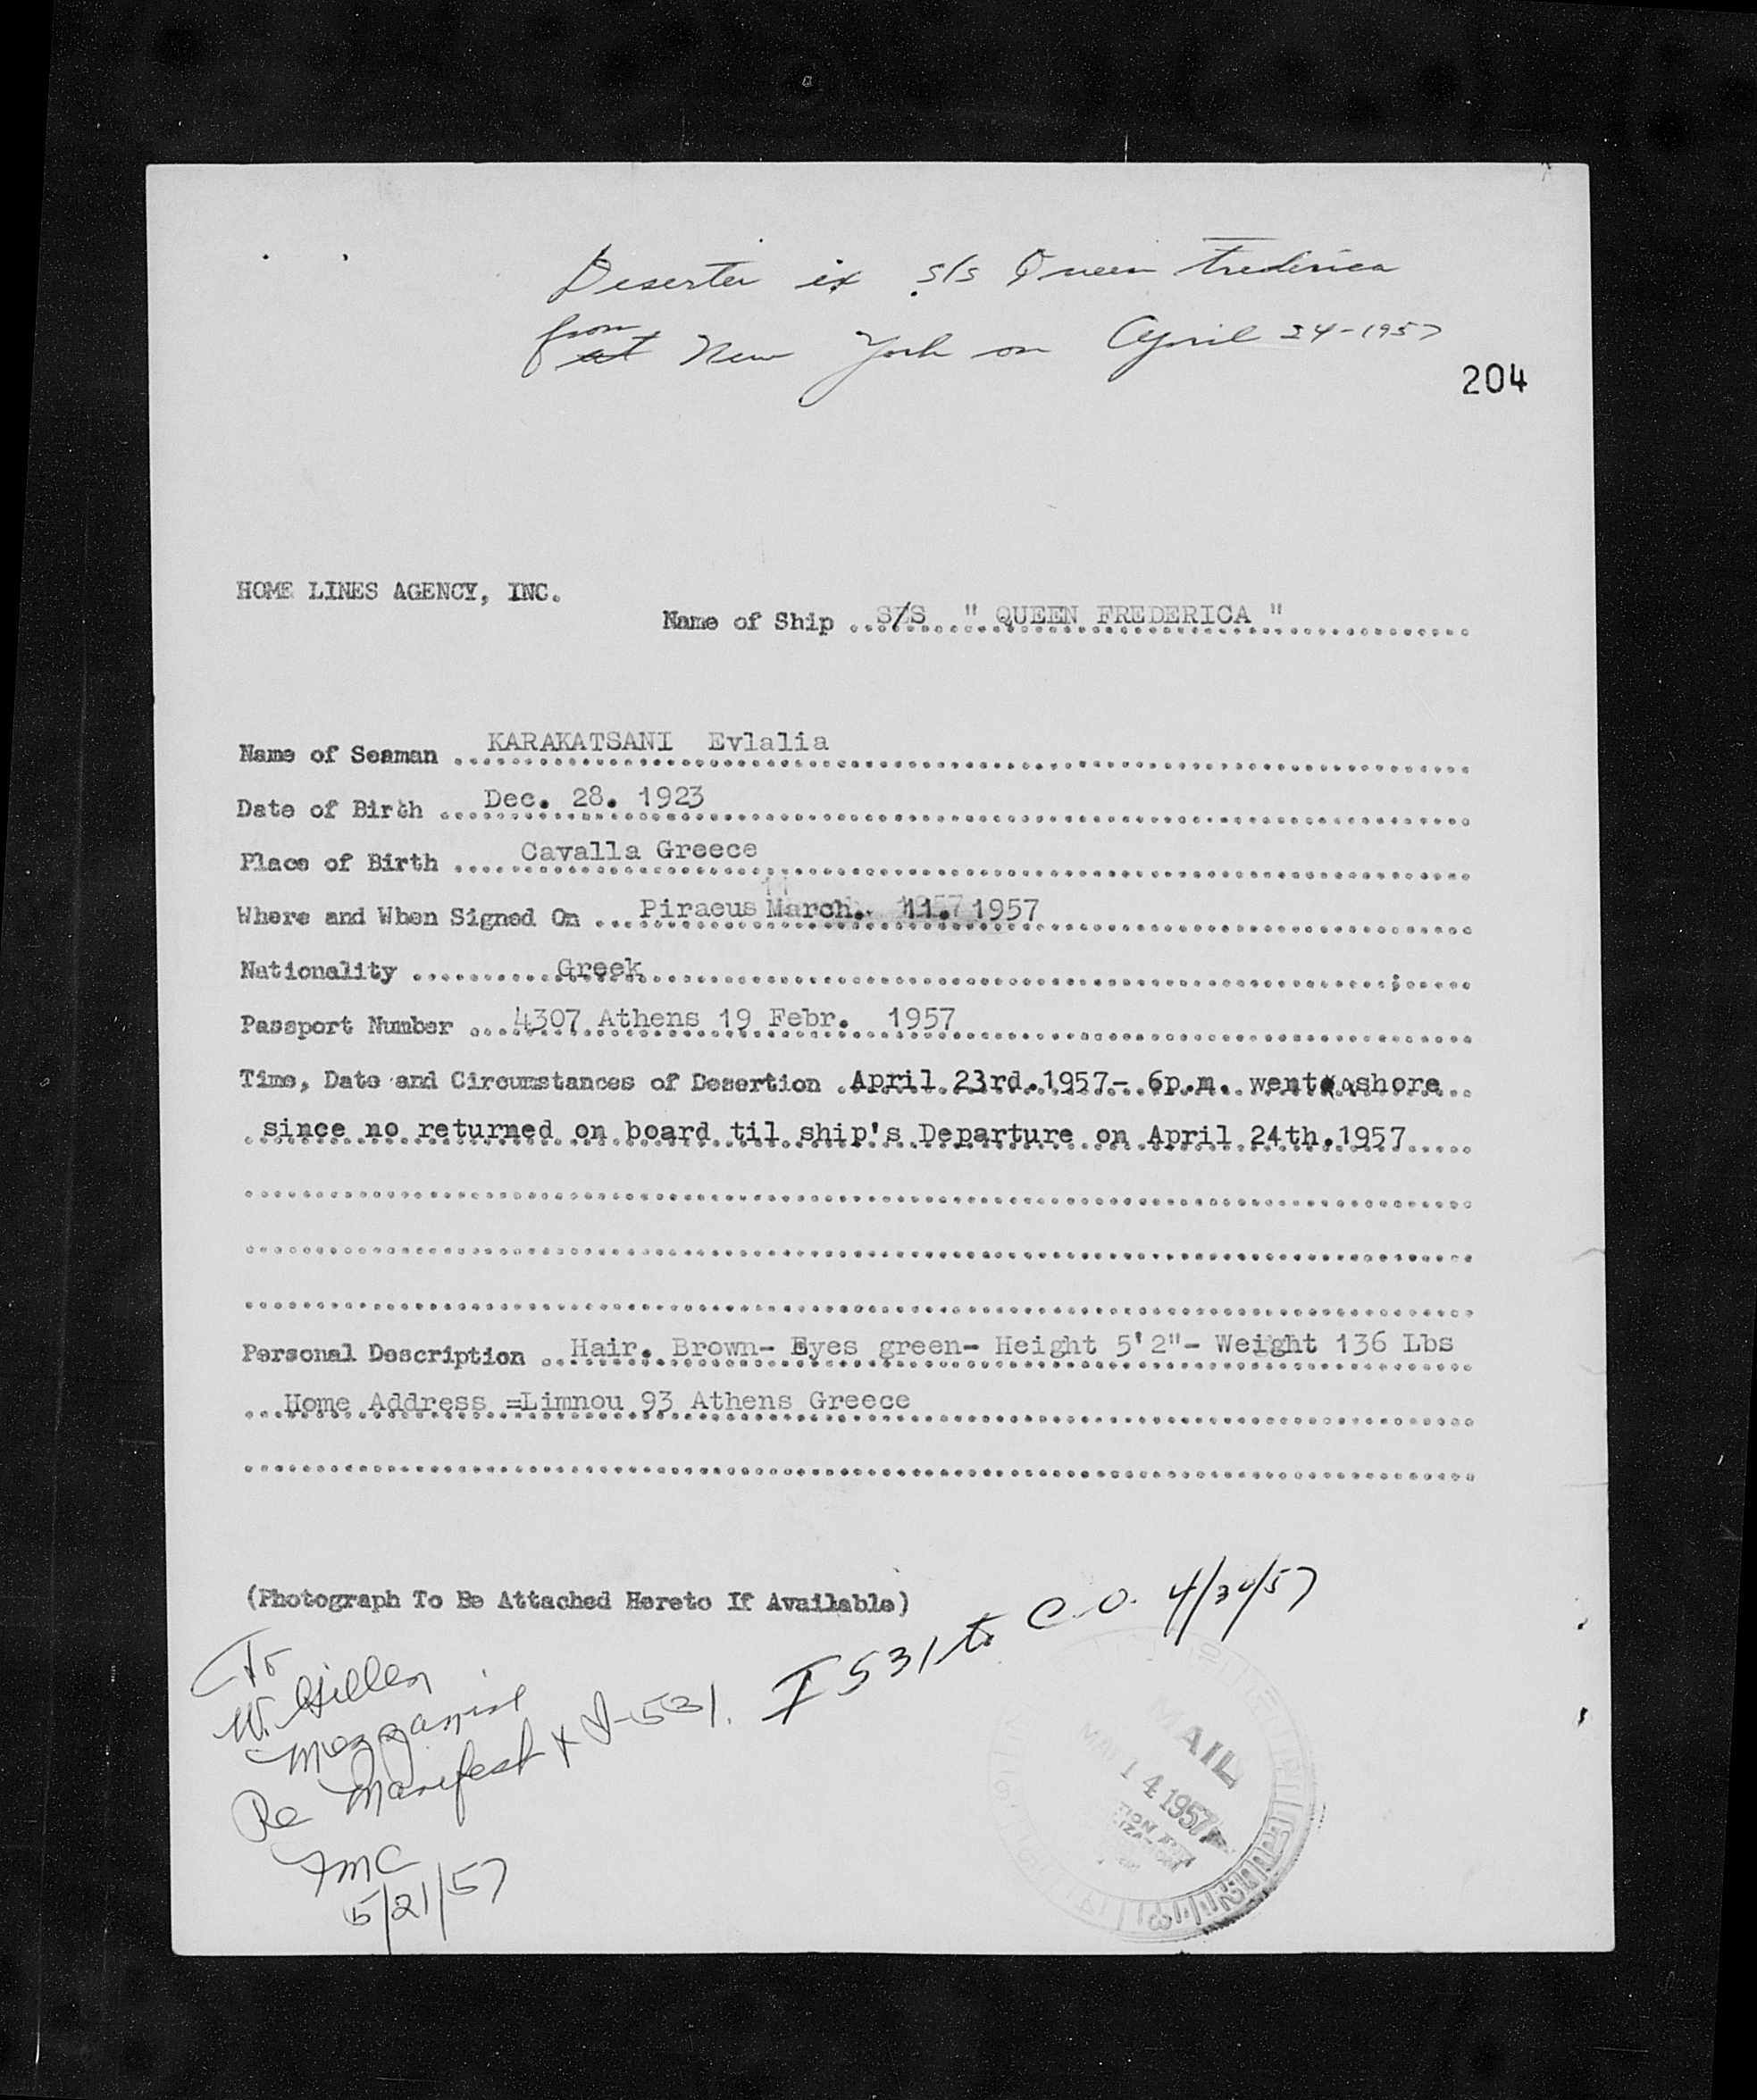 Deserter ex s/s Queen Frederica
from
at New York on April 24-1957
204
HOME LINES AGENCY, INC.
Name of Ship S/S " QUEEN FREDERICA "
Name of Seaman KARAKATSANI Evlalia
Date of Birth Dec. 28. 1923
Place of Birth Cavalla Greece
Where and When Signed On Piraeus March. 11. 1957
Nationality Greek
Passport Number 4307 Athens 19 Febr. 1957
Time, Date and Circumstances of Desertion April 23rd.1957- 6p.m. went ashore
since no returned on board til ship's Departure on April 24th.1957
Personal Description Hair. Brown- Eyes green- Height 5'2"- Weight 136 Lbs
Home Address =Limnou 93 Athens Greece
(Photograph To Be Attached Hereto If Available)
I 531 to C.O. 4/30/57
To
W. Gillen
Mezzanine
Re Manifest + I-531.
FMC
5/21/57
MAIL
14 1957